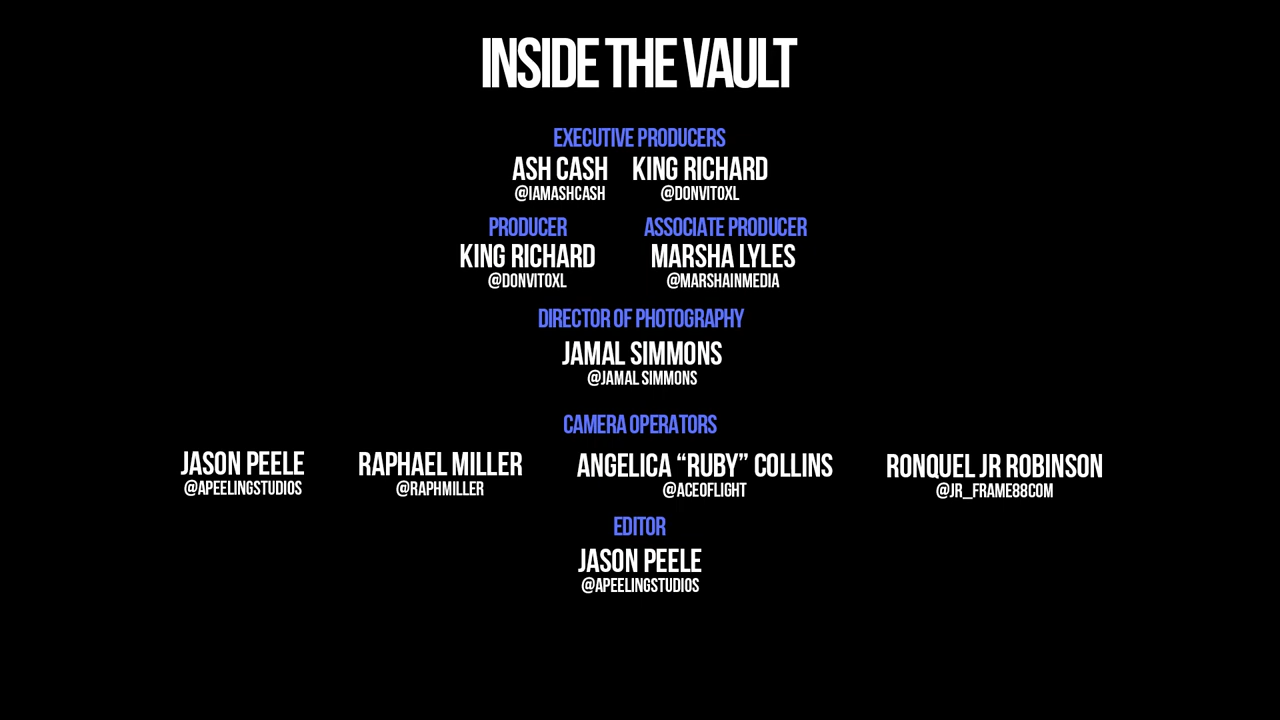 INSIDE THE VAULT
EXECUTIVE PRODUCERS
ASH CASH KING RICHARD
@IAMASHCASH @DONVITOXL
PRODUCER ASSOCIATE PRODUCER
KING RICHARD MARSHA LYLES
@DONVITOXL @MARSHAINMEDIA
DIRECTOR OF PHOTOGRAPHY
JAMAL SIMMONS
@JAMAL SIMMONS
CAMERA OPERATORS
JASON PEELE RAPHAEL MILLER ANGELICA “RUBY” COLLINS RONQUEL JR ROBINSON
@APEELINGSTUDIOS @RAPHMILLER @ACEOFLIGHT @JR_FRAME88COM
EDITOR
JASON PEELE
@APEELINGSTUDIOS